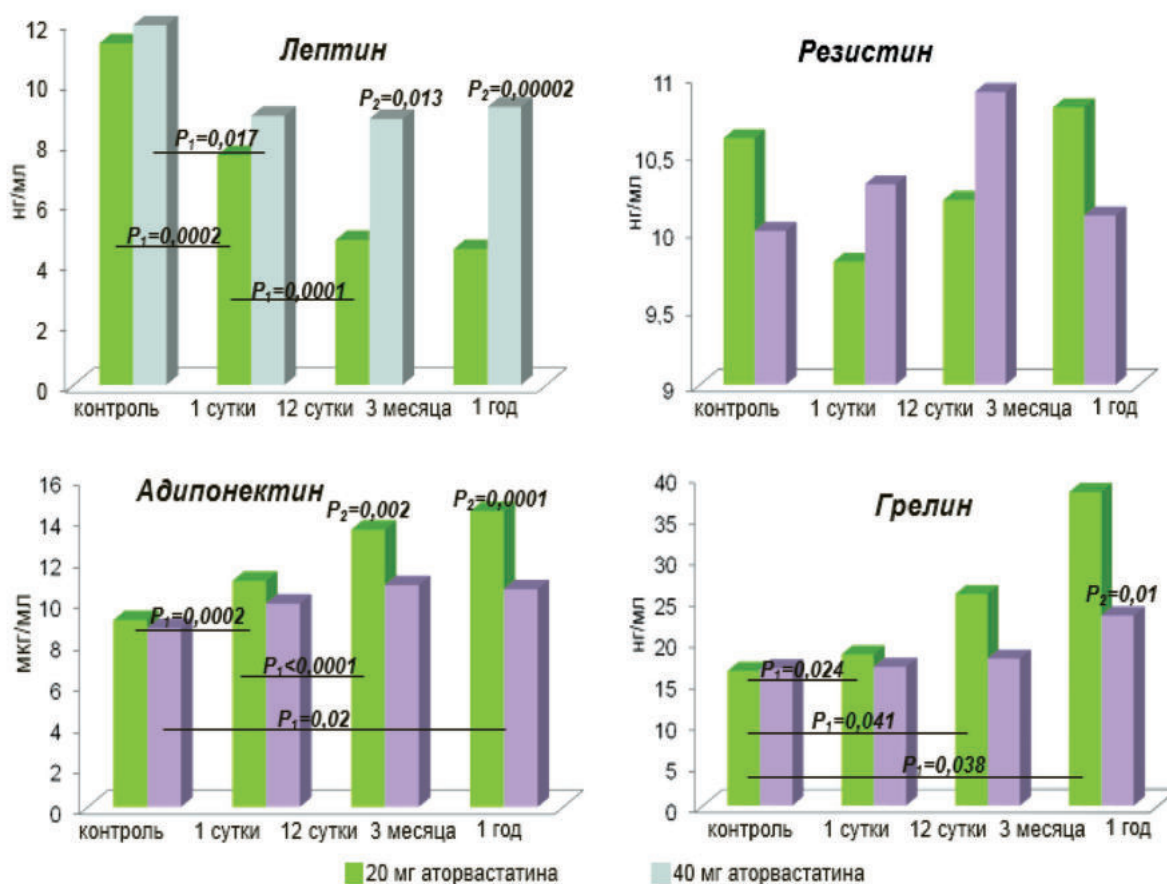 Лептин
нг/мл
12
10
8
6
4
2
0
P₁=0,017
P₁=0,0002
P₁=0,0001
P₂=0,013
P₂=0,00002
контроль 1 сутки 12 сутки 3 месяца 1 год
Резистин
нг/мл
11
10,5
10
9,5
9
контроль 1 сутки 12 сутки 3 месяца 1 год
Адипонектин
мкг/мл
16
14
12
10
8
6
4
2
0
P₂=0,002
P₂=0,0001
P₁=0,0002
P₁<0,0001
P₁=0,02
контроль 1 сутки 12 сутки 3 месяца 1 год
Грелин
нг/мл
40
35
30
25
20
15
10
5
0
P₂=0,01
P₁=0,024
P₁=0,041
P₁=0,038
контроль 1 сутки 12 сутки 3 месяца 1 год
20 мг аторвастатина
40 мг аторвастатина